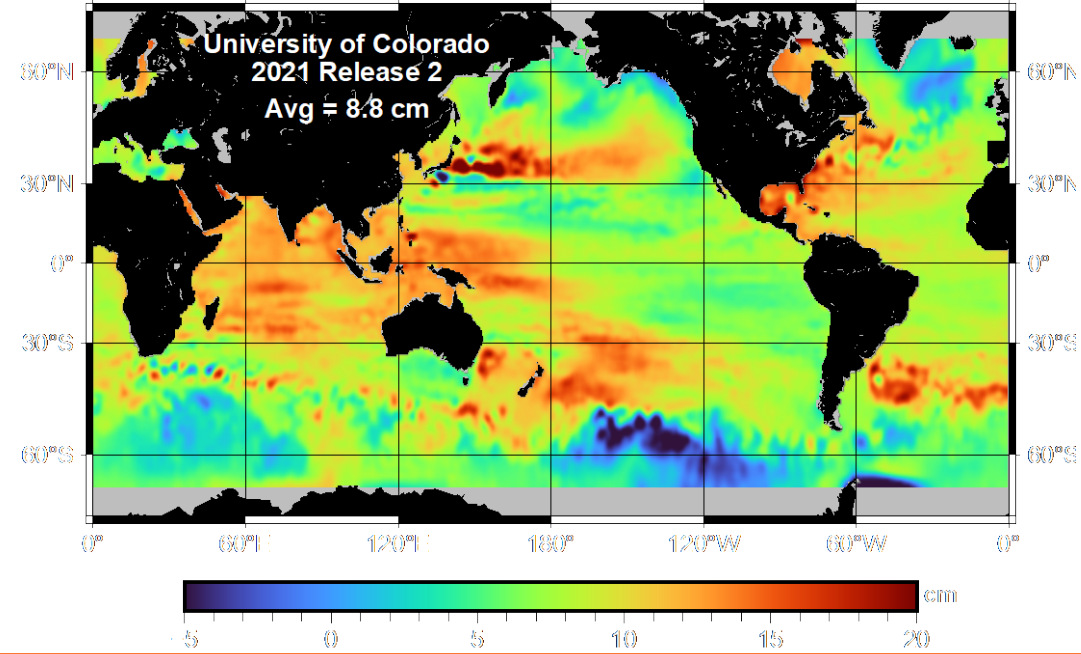 University of Colorado
2021 Release 2
Avg = 8.8 cm
60°N 60°N
30°N 30°N
0° 0°
30°S 30°S
60°S 60°S
0° 60°E 120°E 180° 120°W 60°W 0°
-5 0 5 10 15 20 cm